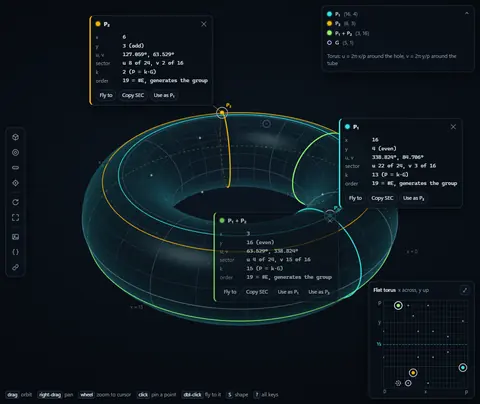 P₂
x 6
y 3 (odd)
u, v 127.059°, 63.529°
sector u 8 of 24, v 2 of 16
k 2 (P = k·G)
order 19 = #E, generates the group
Fly to Copy SEC Use as P₁
P₁ (16, 4)
P₂ (6, 3)
P₁ + P₂ (3, 16)
G (5, 1)
Torus: u = 2π x/p around the hole, v = 2π y/p around the tube
P₂
P₁
x 16
y 4 (even)
u, v 338.824°, 84.706°
sector u 22 of 24, v 3 of 16
k 13 (P = k·G)
order 19 = #E, generates the group
Fly to Copy SEC Use as P₂
P₁ + P₂
x 3
y 16 (even)
u, v 63.529°, 338.824°
sector u 4 of 24, v 15 of 16
k 15 (P = k·G)
order 19 = #E, generates the group
Fly to Copy SEC Use as P₁ Use as P₂
Flat torus x across, y up
p
y
½
0 x p
drag orbit right-drag pan wheel zoom to cursor click pin a point dbl-click fly to it S shape ? all keys